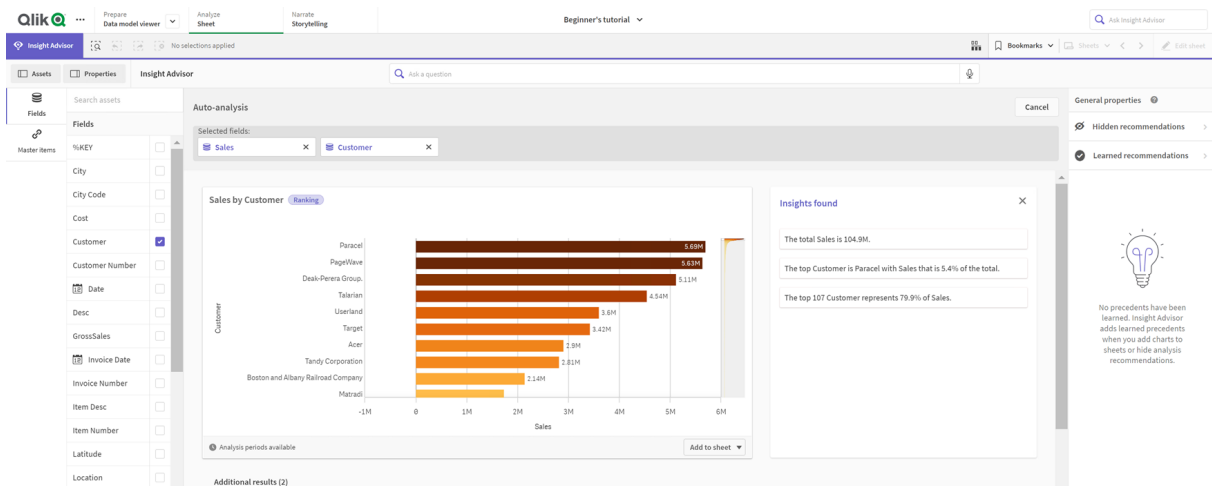 Qlik
Prepare
Data model viewer
Analyze
Sheet
Narrate
Storytelling
Beginner's tutorial
Ask Insight Advisor
Insight Advisor
No selections applied
Bookmarks
Sheets
Edit sheet
Assets
Properties
Insight Advisor
Ask a question
Fields
Master items
Search assets
Fields
%KEY
City
City Code
Cost
Customer
Customer Number
Date
Desc
GrossSales
Invoice Date
Invoice Number
Item Desc
Item Number
Latitude
Location
Auto-analysis
Cancel
Selected fields:
Sales
Customer
Sales by Customer Ranking
Customer
Paracel 5.69M
PageWave 5.63M
Deak-Perera Group. 5.11M
Talarian 4.54M
Userland 3.6M
Target 3.42M
Acer 2.9M
Tandy Corporation 2.81M
Boston and Albany Railroad Company 2.14M
Matradi
-1M 0 1M 2M 3M 4M 5M 6M
Sales
Analysis periods available
Add to sheet
Additional results (2)
Insights found
The total Sales is 104.9M.
The top Customer is Paracel with Sales that is 5.4% of the total.
The top 107 Customer represents 79.9% of Sales.
General properties
Hidden recommendations
Learned recommendations
No precedents have been
learned. Insight Advisor
adds learned precedents
when you add charts to
sheets or hide analysis
recommendations.